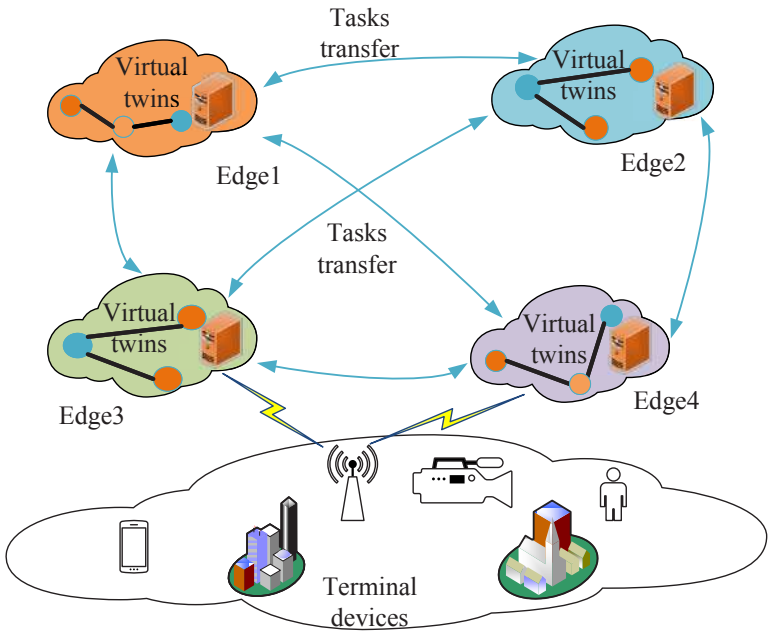 Tasks
transfer
Virtual
twins
Edge1
Virtual
twins
Edge2
Tasks
transfer
Virtual
twins
Edge3
Virtual
twins
Edge4
Terminal
devices